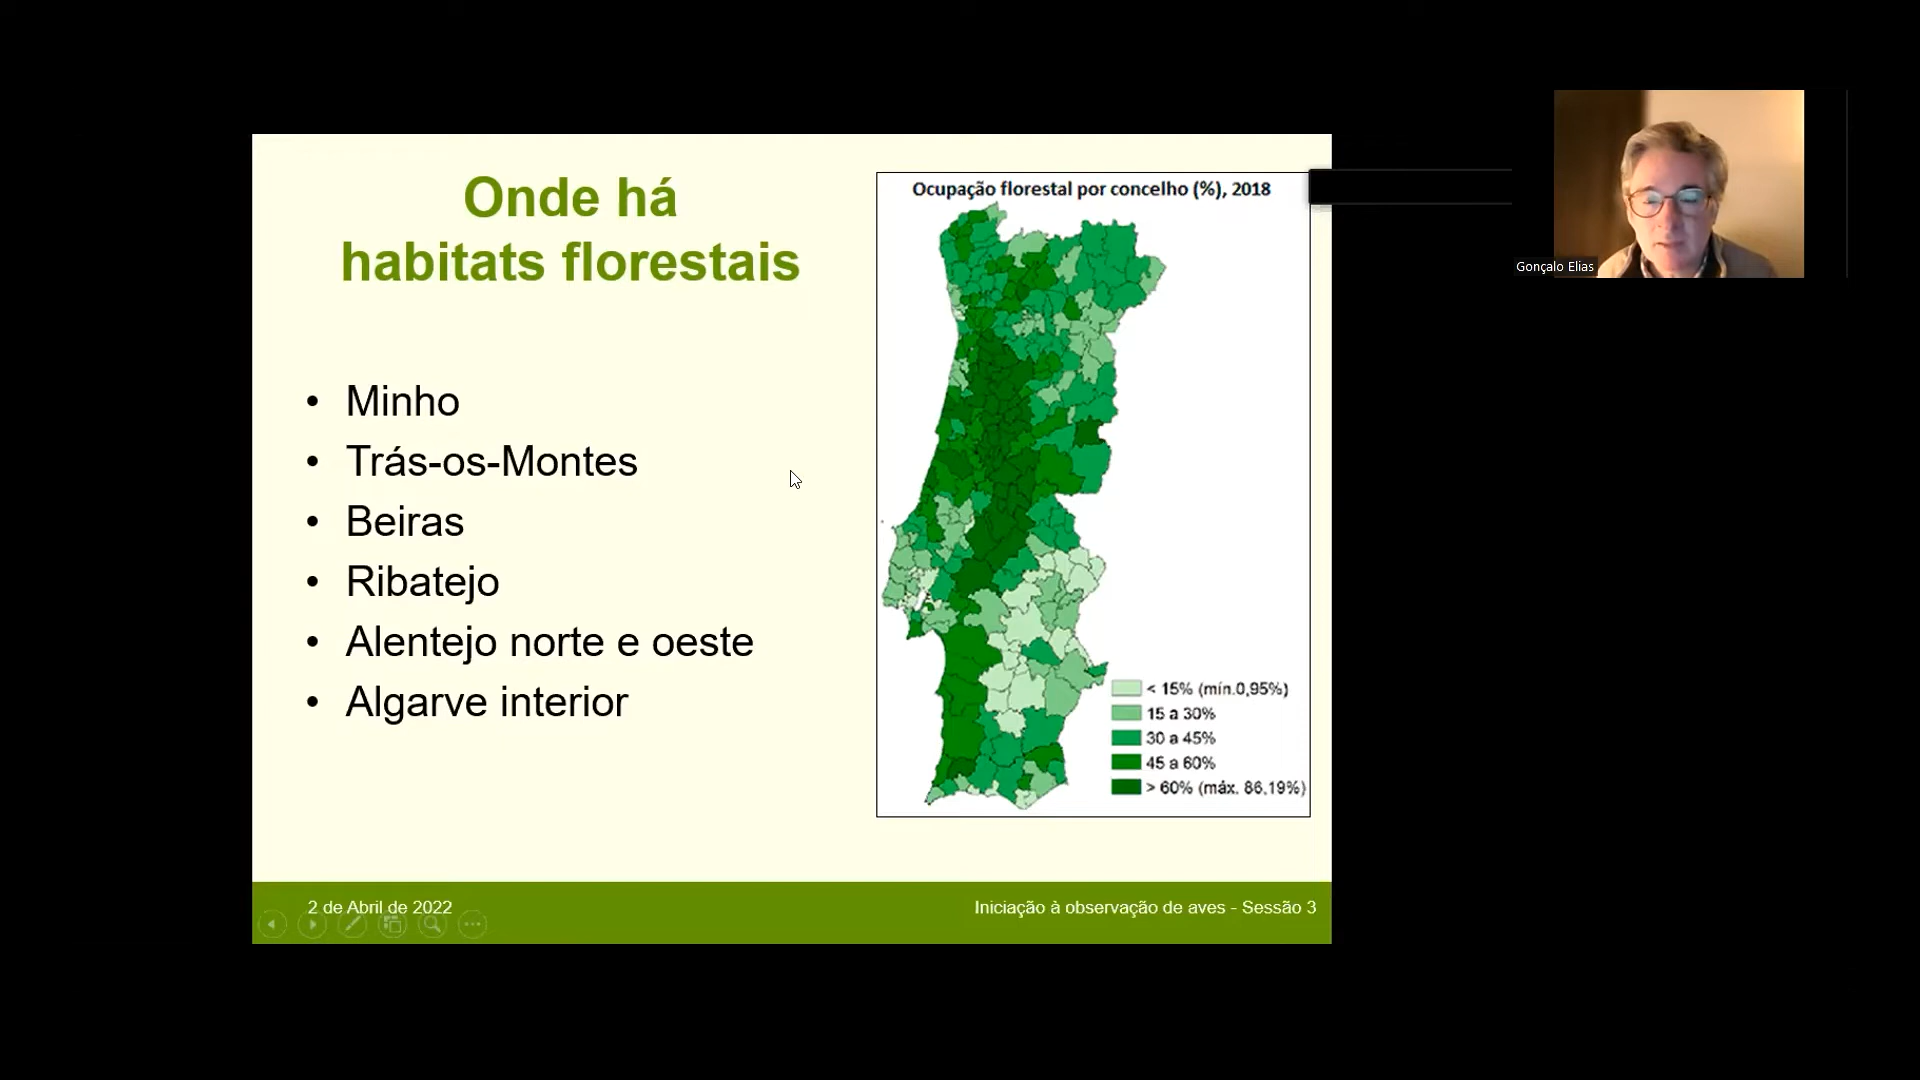 Onde há
habitats florestais
• Minho
• Trás-os-Montes
• Beiras
• Ribatejo
• Alentejo norte e oeste
• Algarve interior
Ocupação florestal por concelho (%), 2018
< 15% (mín.0,95%)
15 a 30%
30 a 45%
45 a 60%
> 60% (máx. 86,19%)
2 de Abril de 2022
Iniciação à observação de aves - Sessão 3
Gonçalo Elias